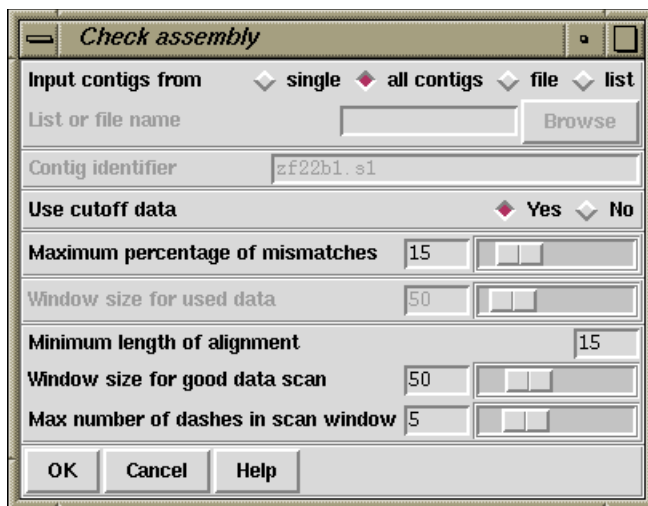 Check assembly
Input contigs from single all contigs file list
List or file name Browse
Contig identifier zf22b1.s1
Use cutoff data Yes No
Maximum percentage of mismatches 15
Window size for used data 50
Minimum length of alignment 15
Window size for good data scan 50
Max number of dashes in scan window 5
OK Cancel Help